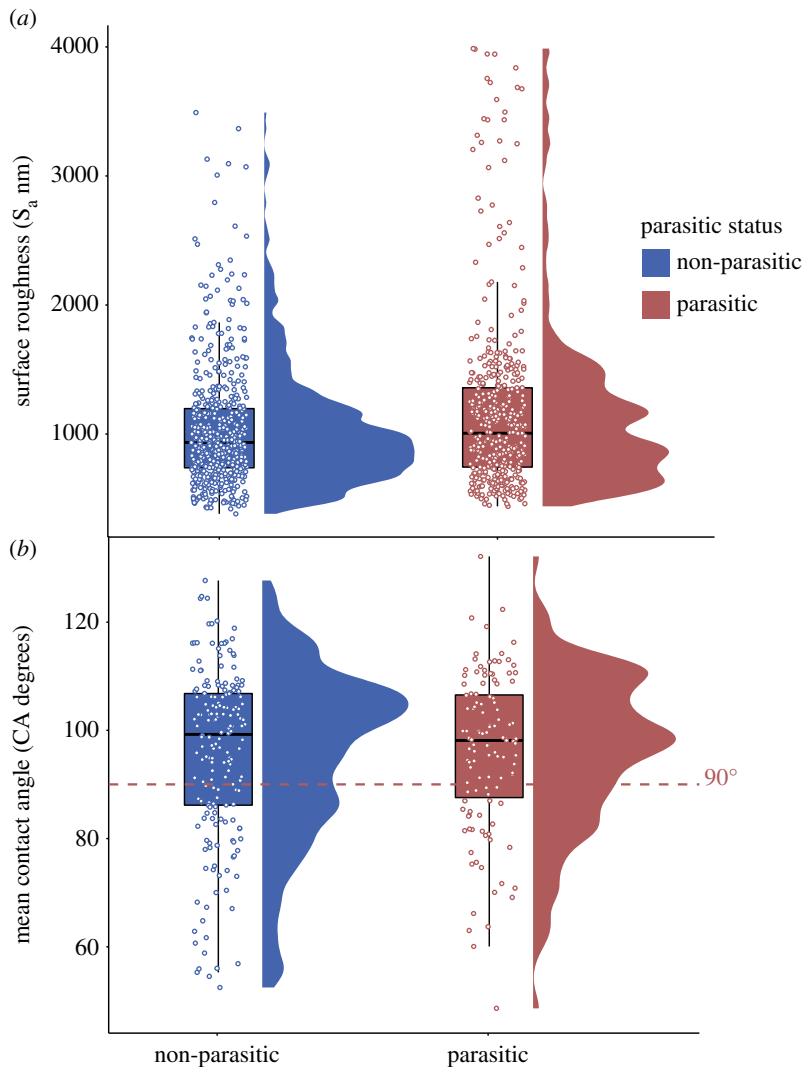 (a)
4000
3000
2000
1000
surface roughness (Sa nm)
parasitic status
non-parasitic
parasitic
(b)
120
100
80
60
mean contact angle (CA degrees)
90°
non-parasitic
parasitic